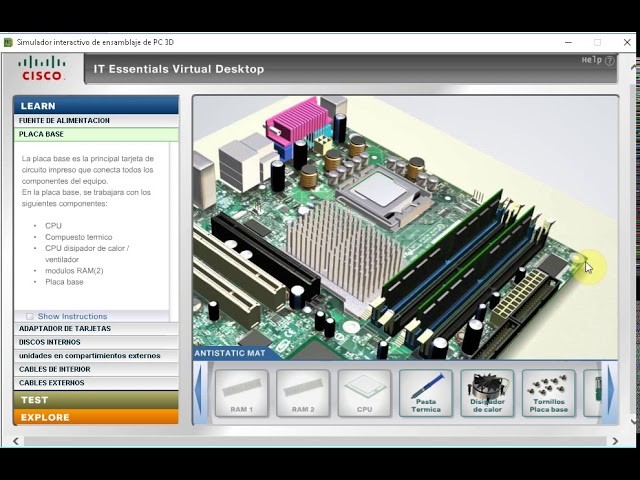 Simulador interactivo de ensamblaje de PC 3D
Help ?
CISCO
IT Essentials Virtual Desktop
LEARN
FUENTE DE ALIMENTACION
PLACA BASE
La placa base es la principal tarjeta de
circuito impreso que conecta todos los
componentes del equipo.
En la placa base, se trabajara con los
siguientes componentes:
• CPU
• Compuesto termico
• CPU disipador de calor /
ventilador
• modulos RAM(2)
• Placa base
Show Instructions
ADAPTADOR DE TARJETAS
DISCOS INTERNOS
unidades en compartimientos externos
CABLES DE INTERIOR
CABLES EXTERNOS
TEST
EXPLORE
ANTISTATIC MAT
RAM 1
RAM 2
CPU
Pasta
Termica
Disipador
de calor
Tornillos
Placa base